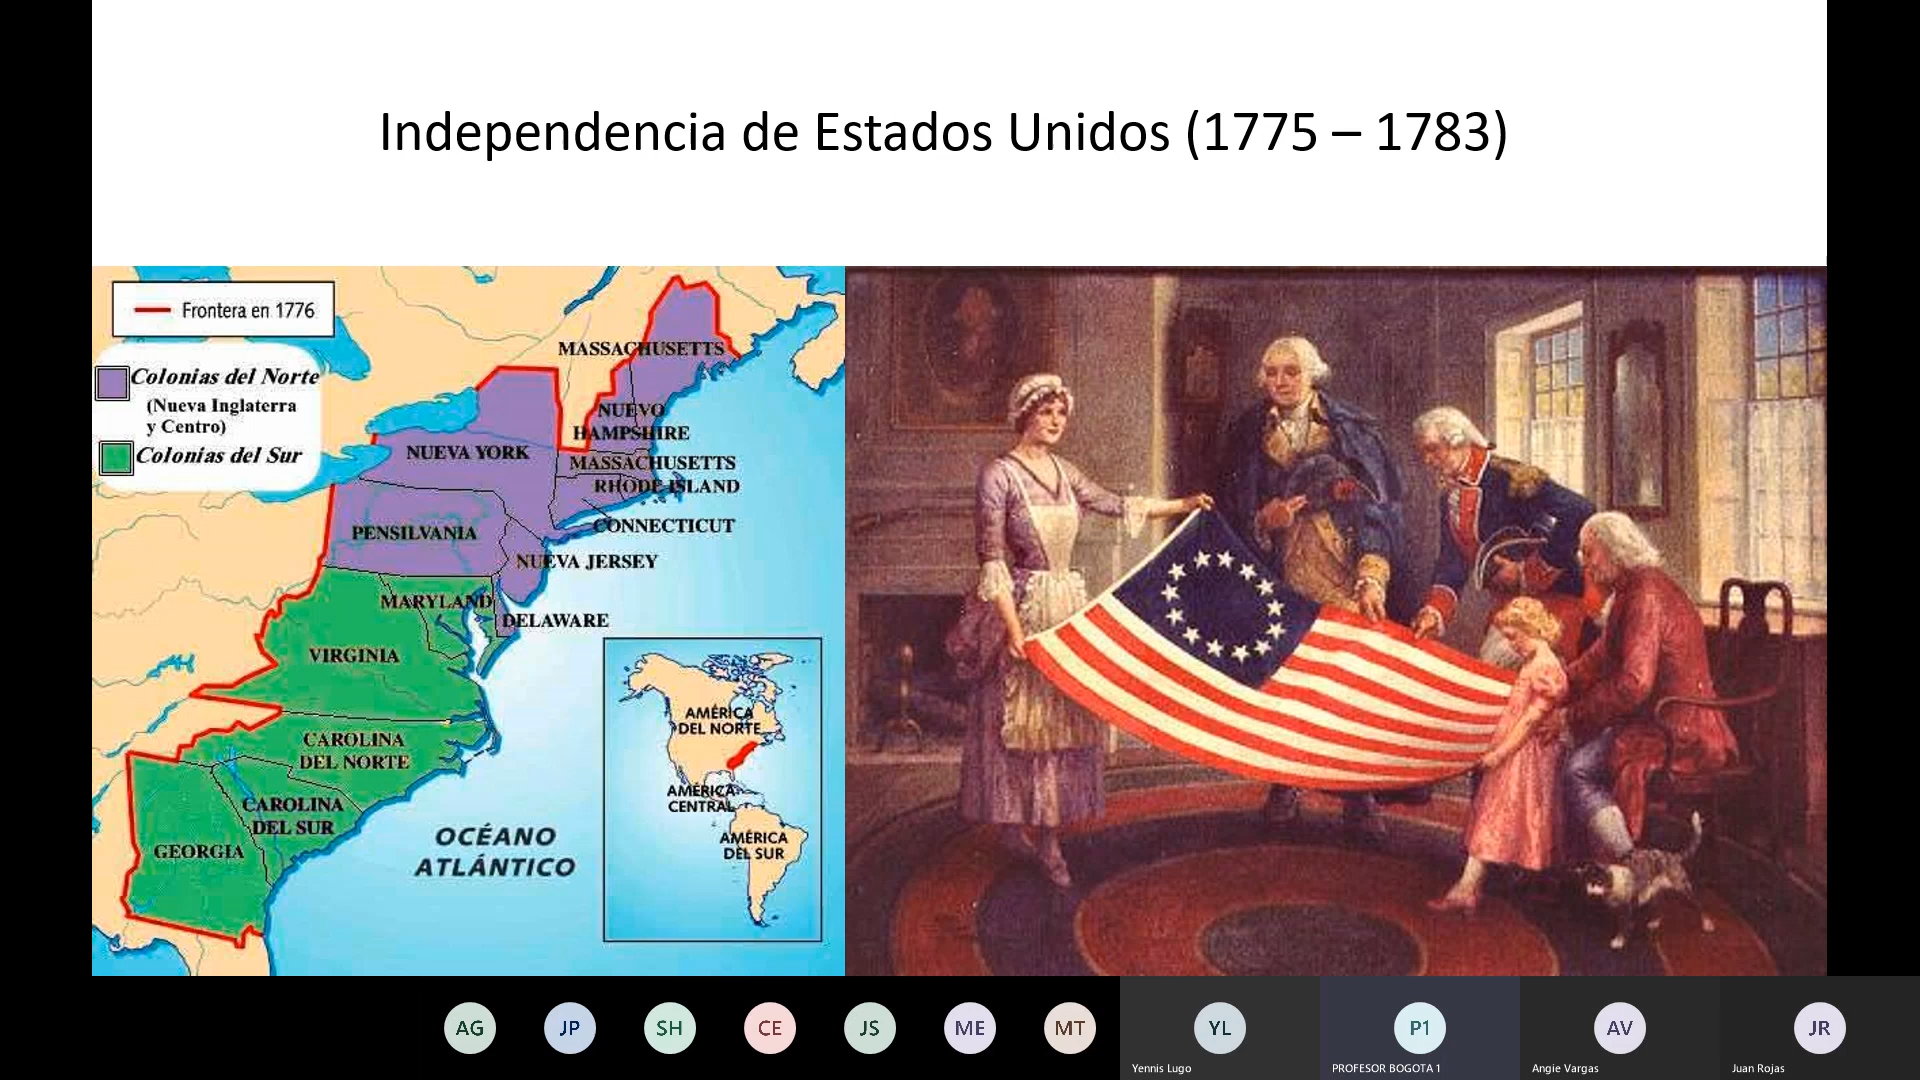 Independencia de Estados Unidos (1775 – 1783)
Frontera en 1776
Colonias del Norte
(Nueva Inglaterra
y Centro)
Colonias del Sur
MASSACHUSETTS
NUEVO
HAMPSHIRE
NUEVA YORK
MASSACHUSETTS
RHODE ISLAND
CONNECTICUT
PENSILVANIA
NUEVA JERSEY
MARYLAND
DELAWARE
VIRGINIA
CAROLINA
DEL NORTE
CAROLINA
DEL SUR
GEORGIA
OCÉANO
ATLÁNTICO
AMÉRICA
DEL NORTE
AMÉRICA
CENTRAL
AMÉRICA
DEL SUR
AG
JP
SH
CE
JS
ME
MT
YL
P1
AV
JR
Yennis Lugo
PROFESOR BOGOTA 1
Angie Vargas
Juan Rojas